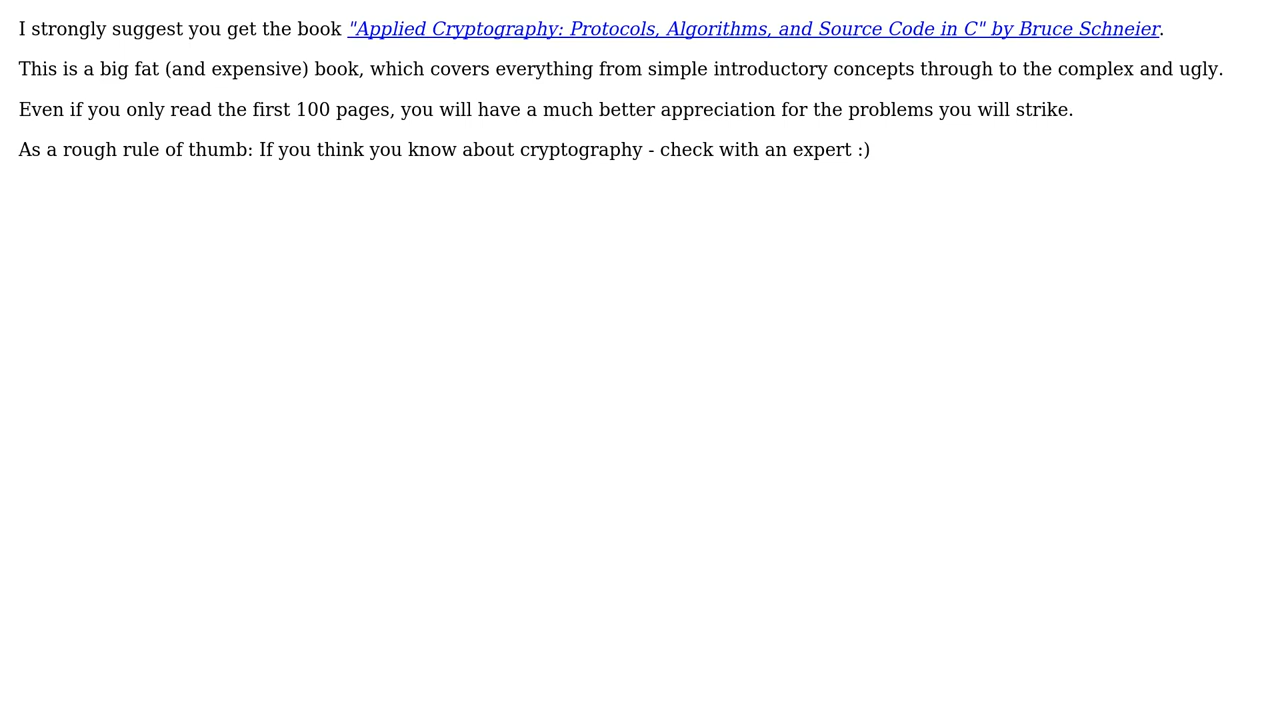 I strongly suggest you get the book "Applied Cryptography: Protocols, Algorithms, and Source Code in C" by Bruce Schneier.
This is a big fat (and expensive) book, which covers everything from simple introductory concepts through to the complex and ugly.
Even if you only read the first 100 pages, you will have a much better appreciation for the problems you will strike.
As a rough rule of thumb: If you think you know about cryptography - check with an expert :)